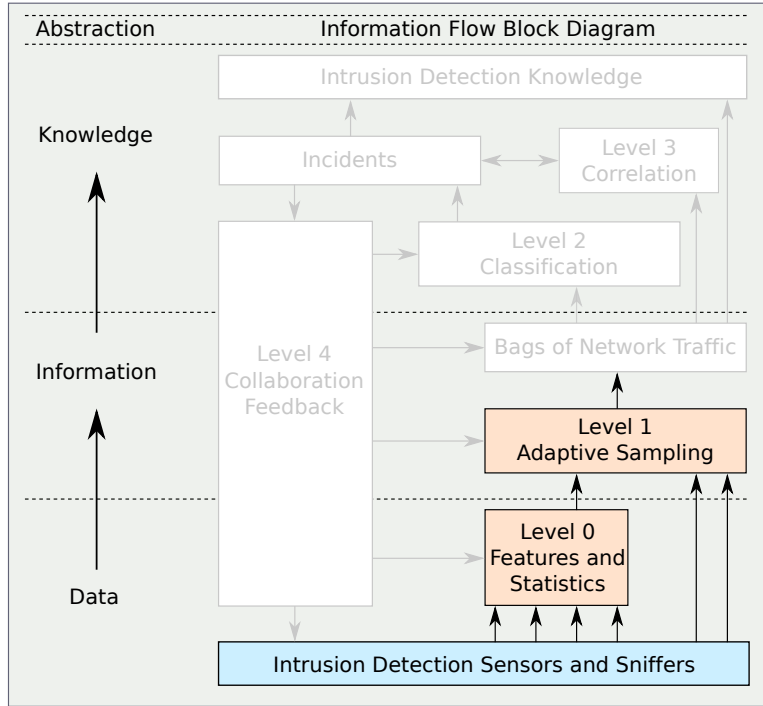 Abstraction
Information Flow Block Diagram
Intrusion Detection Knowledge
Knowledge
Incidents
Level 3
Correlation
Level 2
Classification
Bags of Network Traffic
Level 4
Collaboration
Feedback
Information
Level 1
Adaptive Sampling
Level 0
Features and
Statistics
Data
Intrusion Detection Sensors and Sniffers